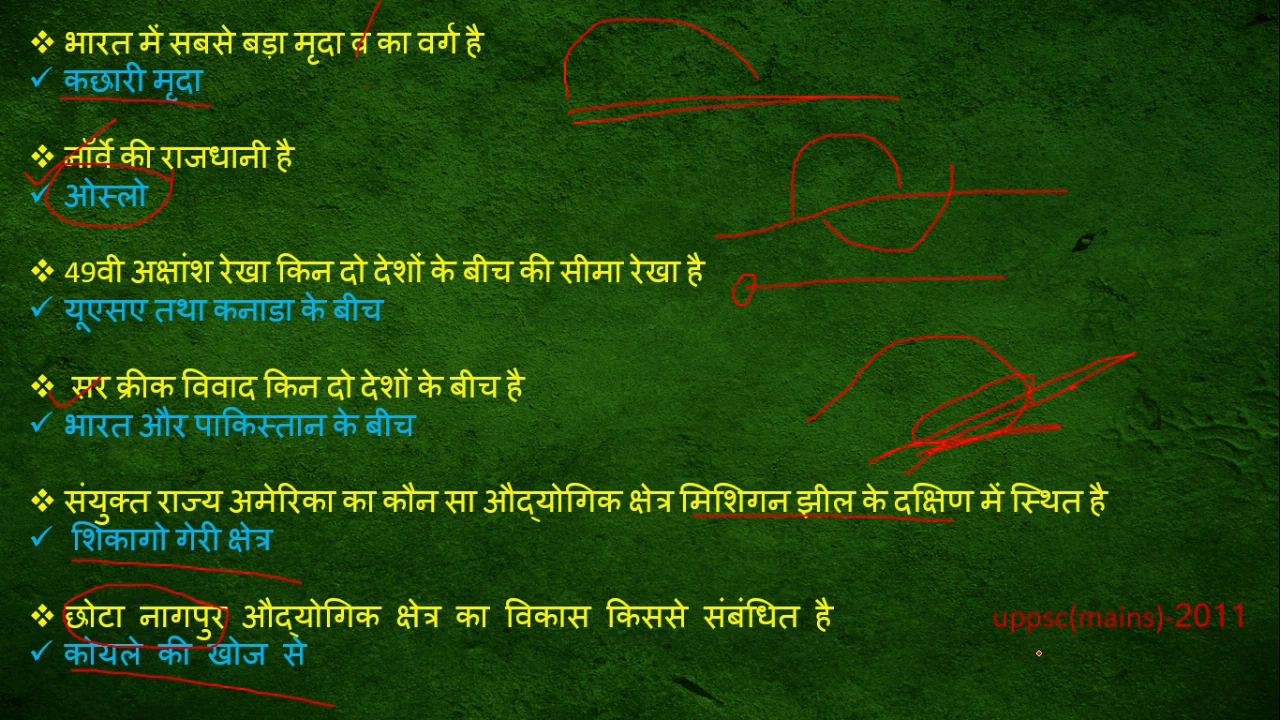 ❖ भारत में सबसे बड़ा मृदा व का वर्ग है
✓ कछारी मृदा
❖ नॉर्वे की राजधानी है
✓ ओस्लो
❖ 49वी अक्षांश रेखा किन दो देशों के बीच की सीमा रेखा है
✓ यूएसए तथा कनाडा के बीच
❖ सर क्रीक विवाद किन दो देशों के बीच है
✓ भारत और पाकिस्तान के बीच
❖ संयुक्त राज्य अमेरिका का कौन सा औद्योगिक क्षेत्र मिशिगन झील के दक्षिण में स्थित है
✓ शिकागो गेरी क्षेत्र
❖ छोटा नागपुर औद्योगिक क्षेत्र का विकास किससे संबंधित है uppsc(mains)-2011
✓ कोयले की खोज से